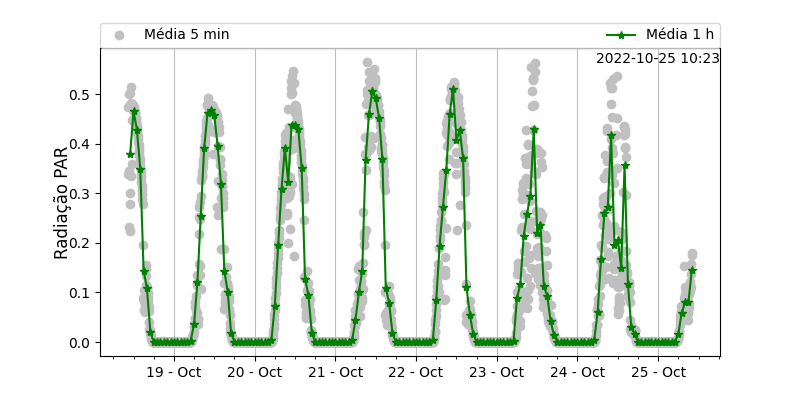 Média 5 min
Média 1 h
2022-10-25 10:23
Radiação PAR
0.5
0.4
0.3
0.2
0.1
0.0
19 - Oct
20 - Oct
21 - Oct
22 - Oct
23 - Oct
24 - Oct
25 - Oct